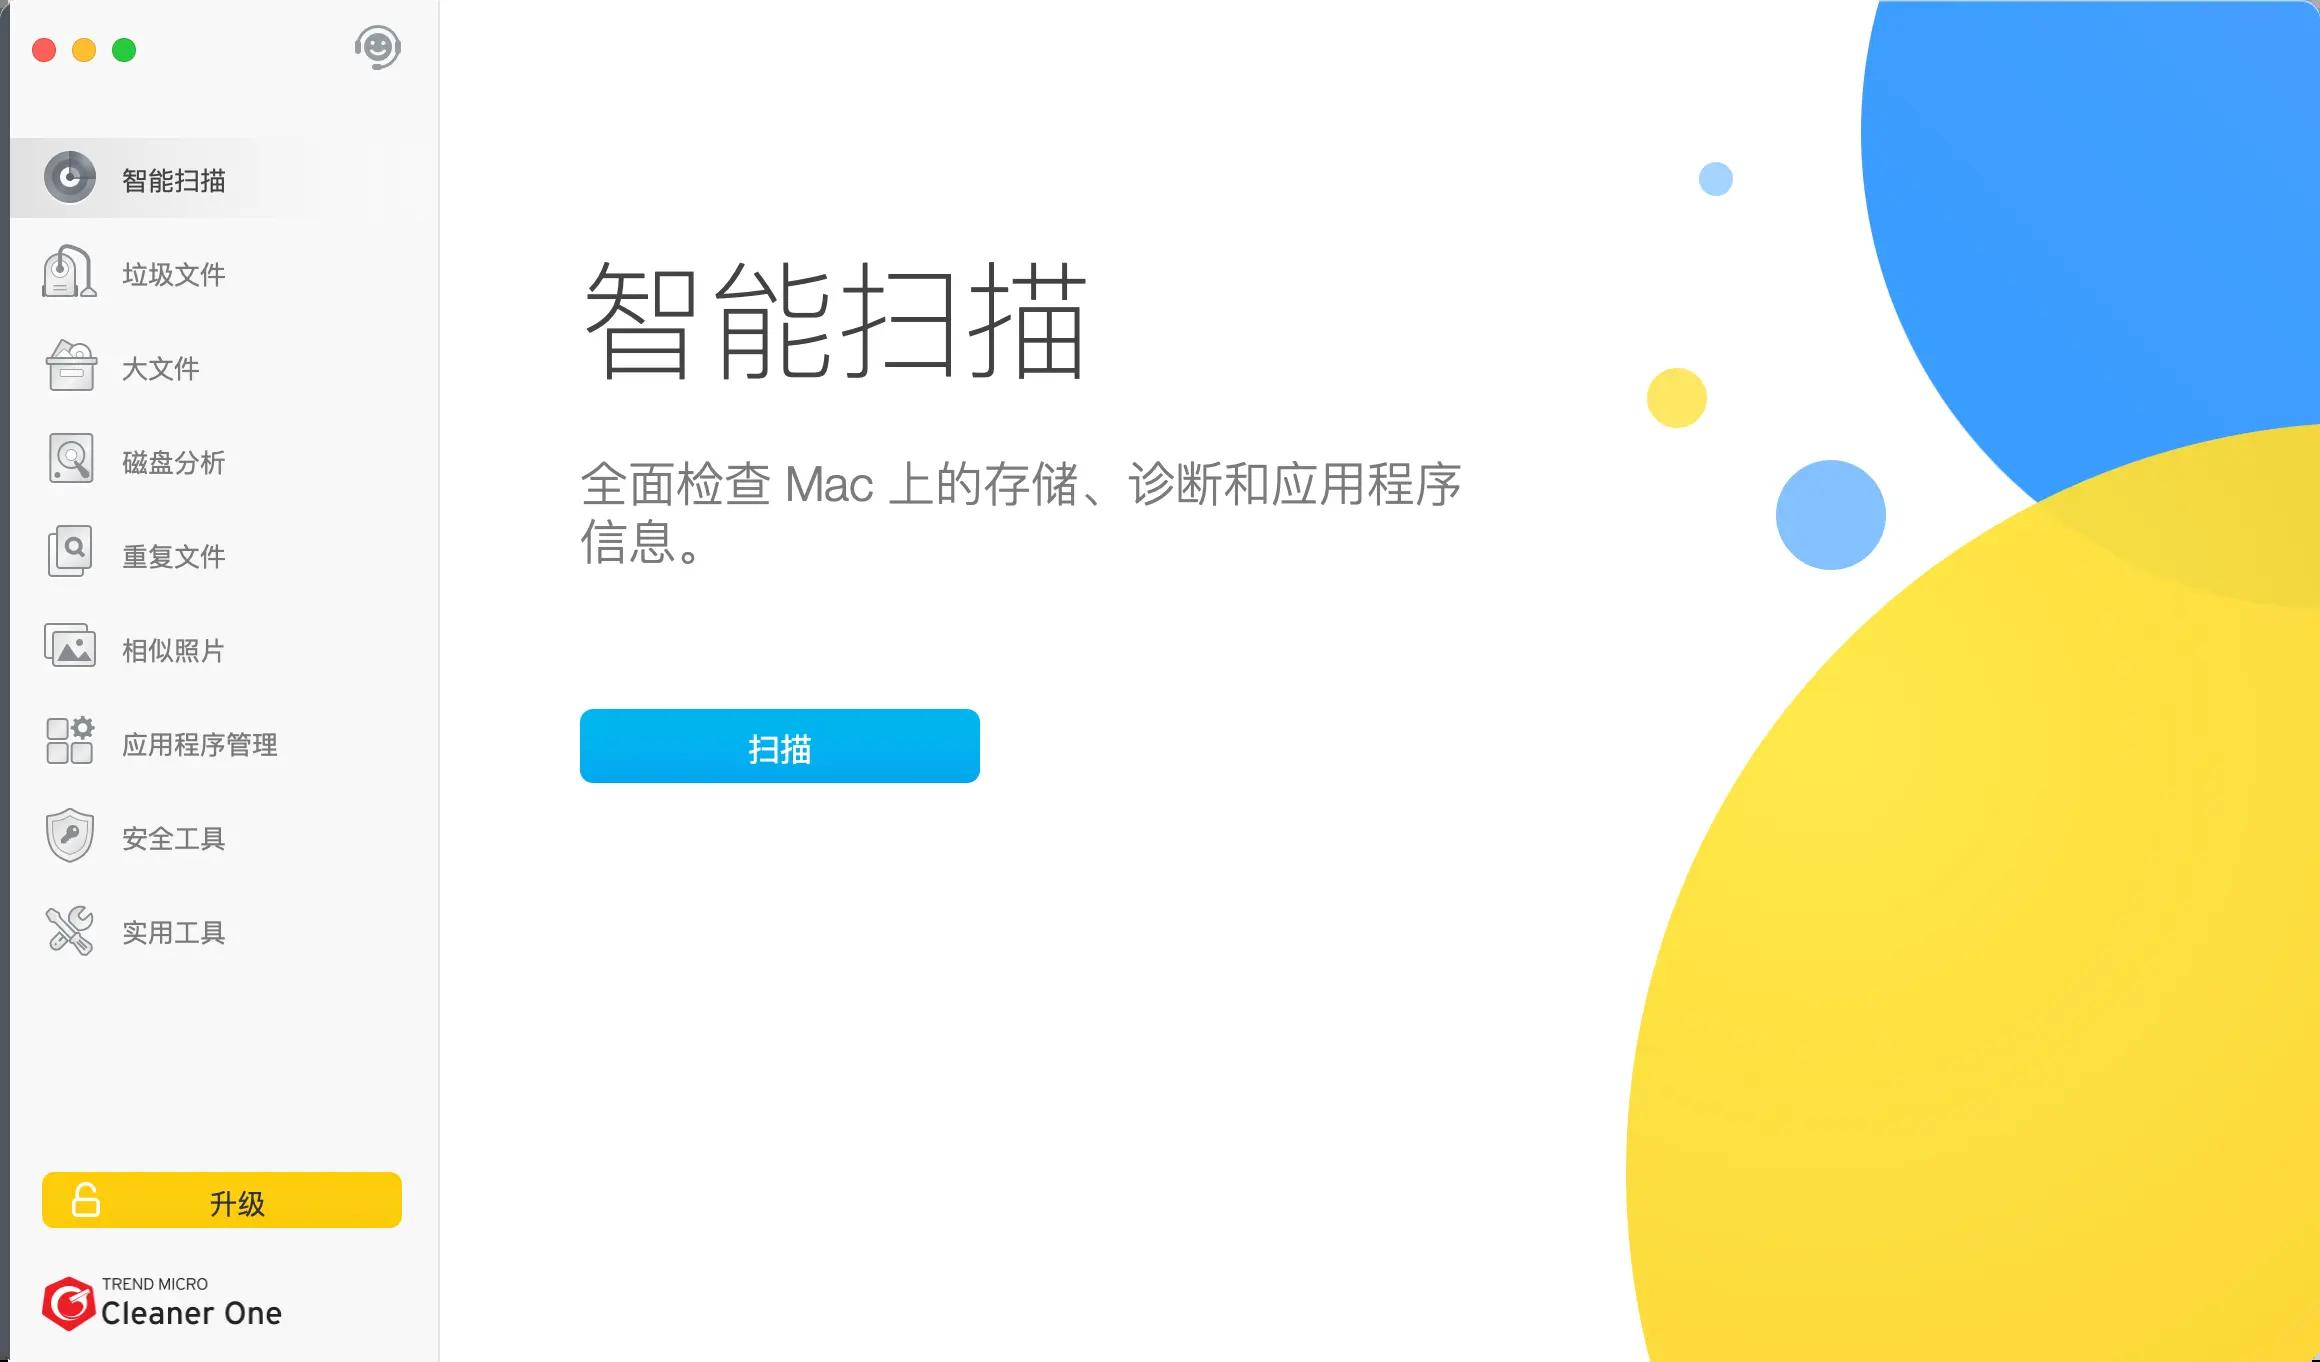 智能扫描
垃圾文件
大文件
磁盘分析
重复文件
相似照片
应用程序管理
安全工具
实用工具
升级
TREND MICRO
Cleaner One
智能扫描
全面检查 Mac 上的存储、诊断和应用程序
信息。
扫描